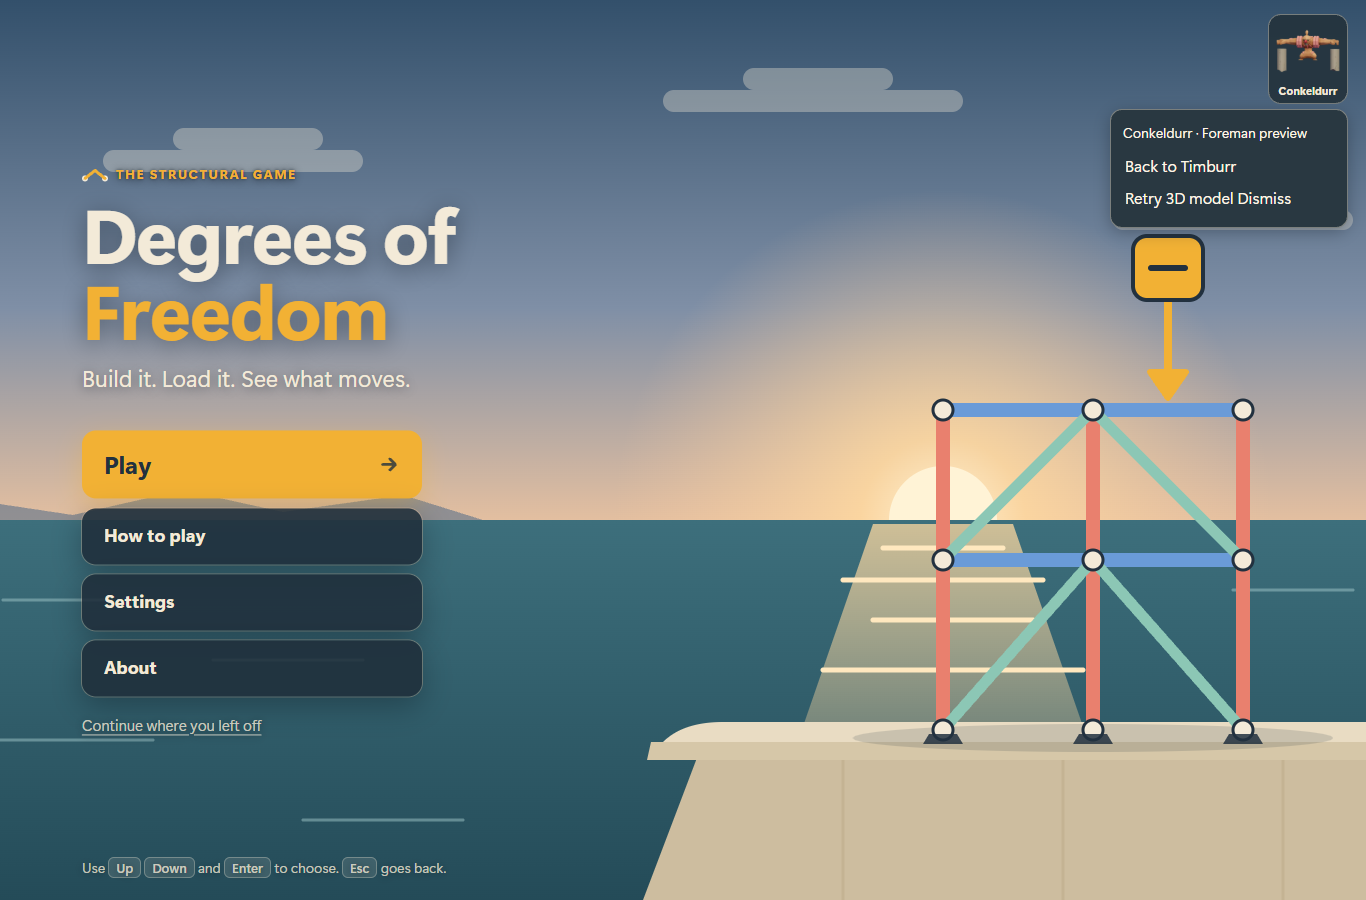 Conkeldurr
Conkeldurr · Foreman preview
Back to Timburr
Retry 3D model Dismiss
THE STRUCTURAL GAME
Degrees of
Freedom
Build it. Load it. See what moves.
Play →
How to play
Settings
About
Continue where you left off
Use Up Down and Enter to choose. Esc goes back.